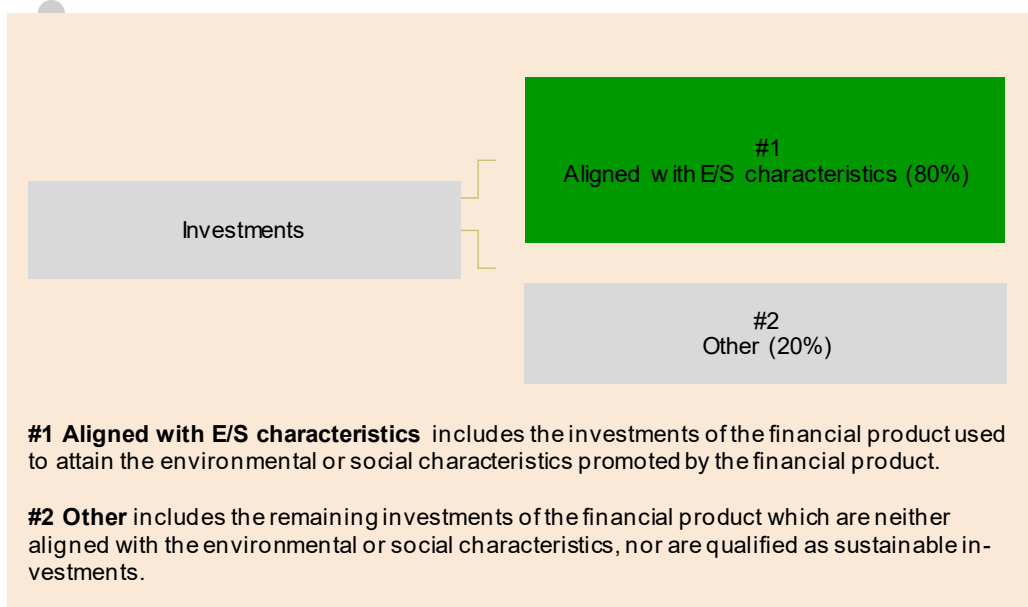 #1
Aligned with E/S characteristics (80%)
Investments
#2
Other (20%)
#1 Aligned with E/S characteristics includes the investments of the financial product used
to attain the environmental or social characteristics promoted by the financial product.
#2 Other includes the remaining investments of the financial product which are neither
aligned with the environmental or social characteristics, nor are qualified as sustainable in-
vestments.